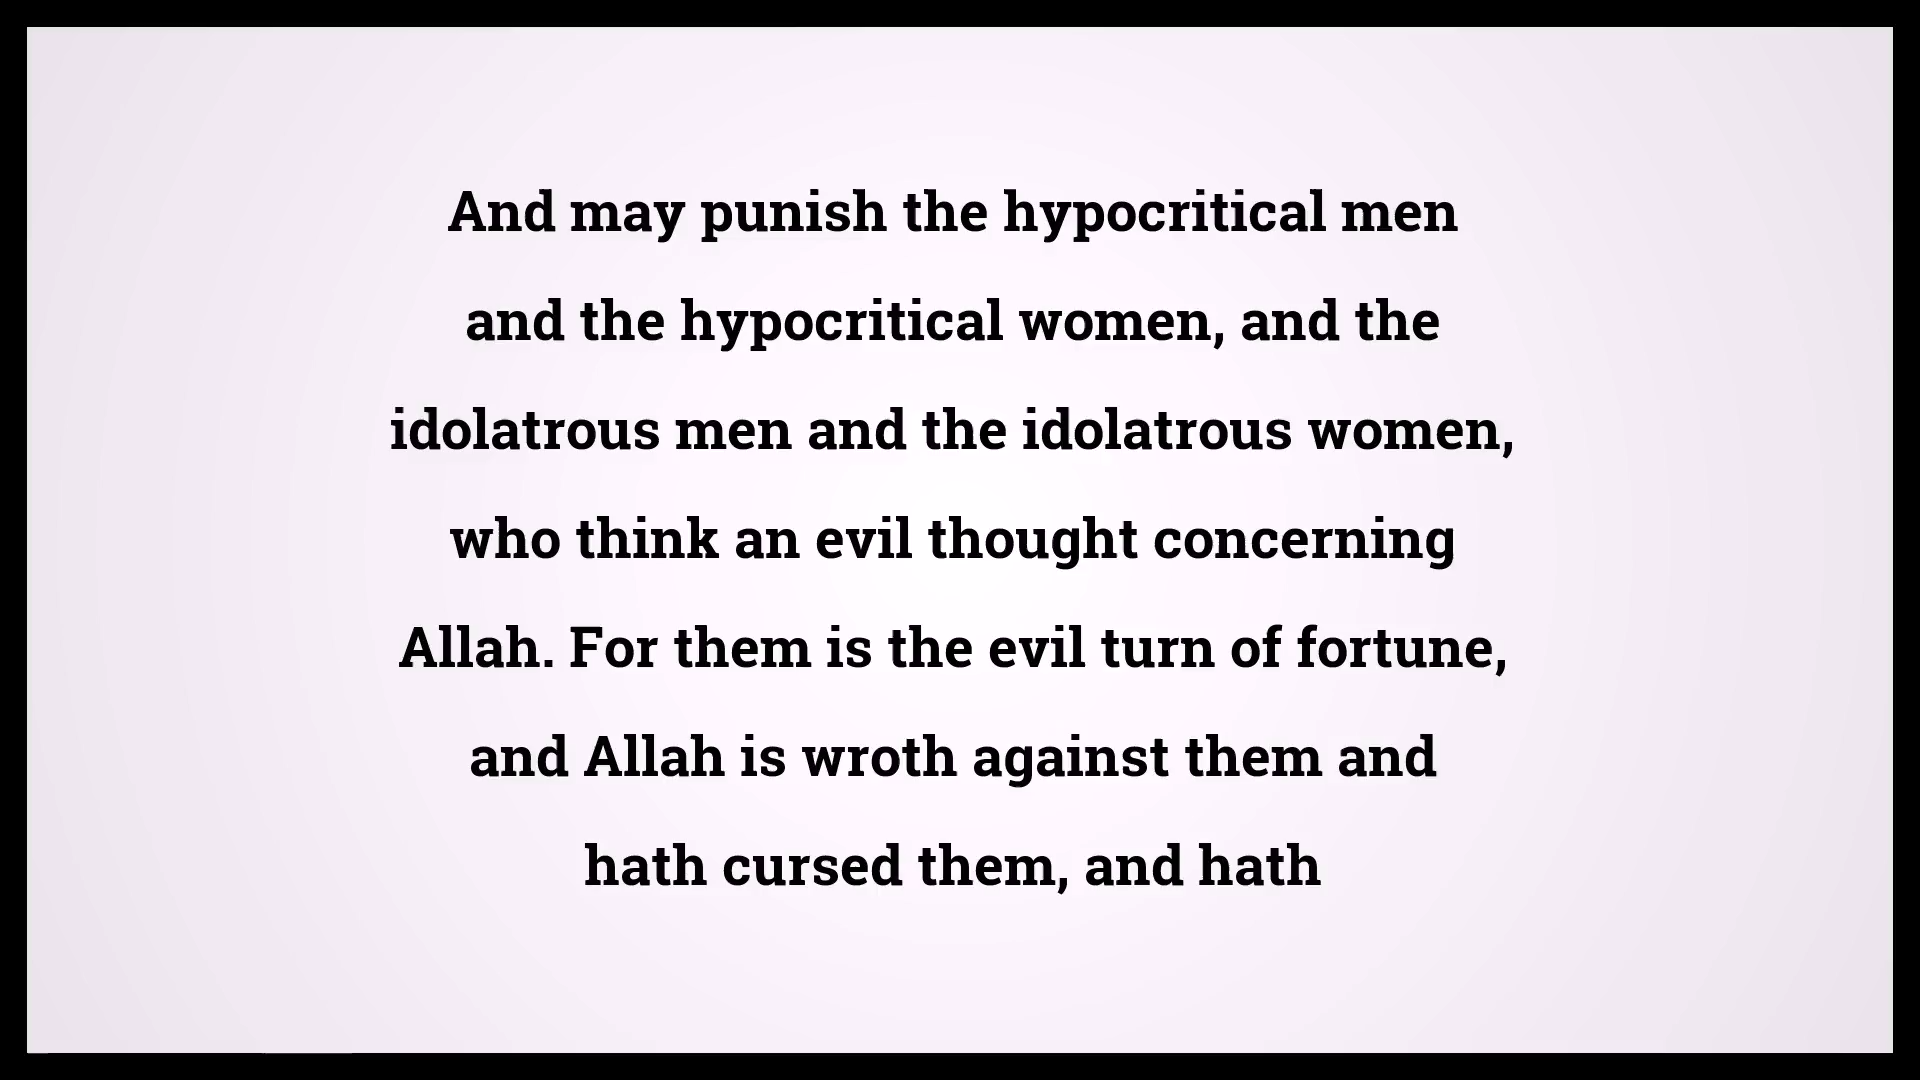 And may punish the hypocritical men
and the hypocritical women, and the
idolatrous men and the idolatrous women,
who think an evil thought concerning
Allah. For them is the evil turn of fortune,
and Allah is wroth against them and
hath cursed them, and hath